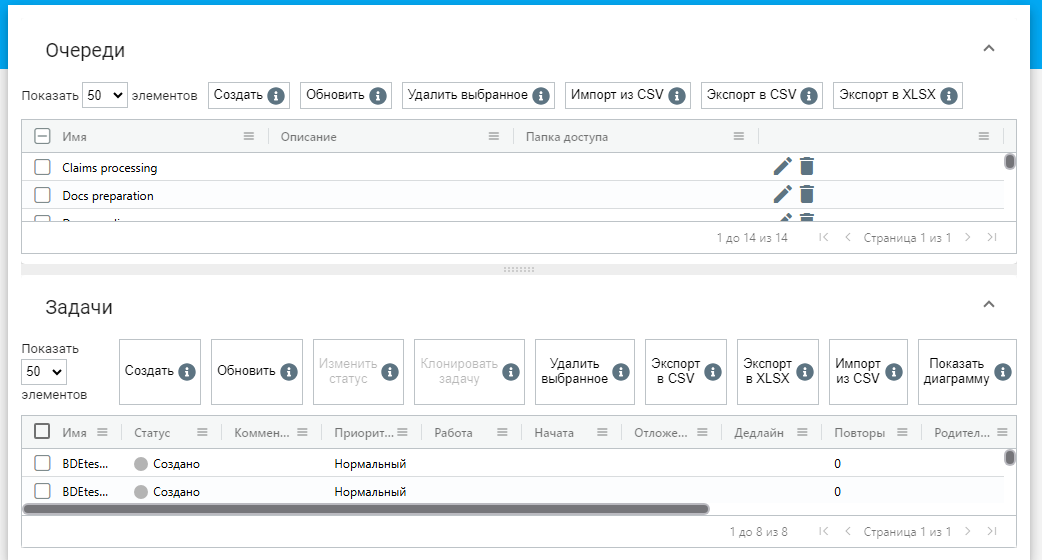 Очереди
Показать 50 элементов Создать Обновить Удалить выбранное Импорт из CSV Экспорт в CSV Экспорт в XLSX
Имя Описание Папка доступа
Claims processing
Docs preparation
1 до 14 из 14 Страница 1 из 1
Задачи
Показать 50 элементов
Создать
Обновить
Изменить статус
Клонировать задачу
Удалить выбранное
Экспорт в CSV
Экспорт в XLSX
Импорт из CSV
Показать диаграмму
Имя Статус Коммен... Приорит... Работа Начата Отложе... Дедлайн Повторы Родител...
BDEtes... Создано Нормальный 0
BDEtes... Создано Нормальный 0
1 до 8 из 8 Страница 1 из 1